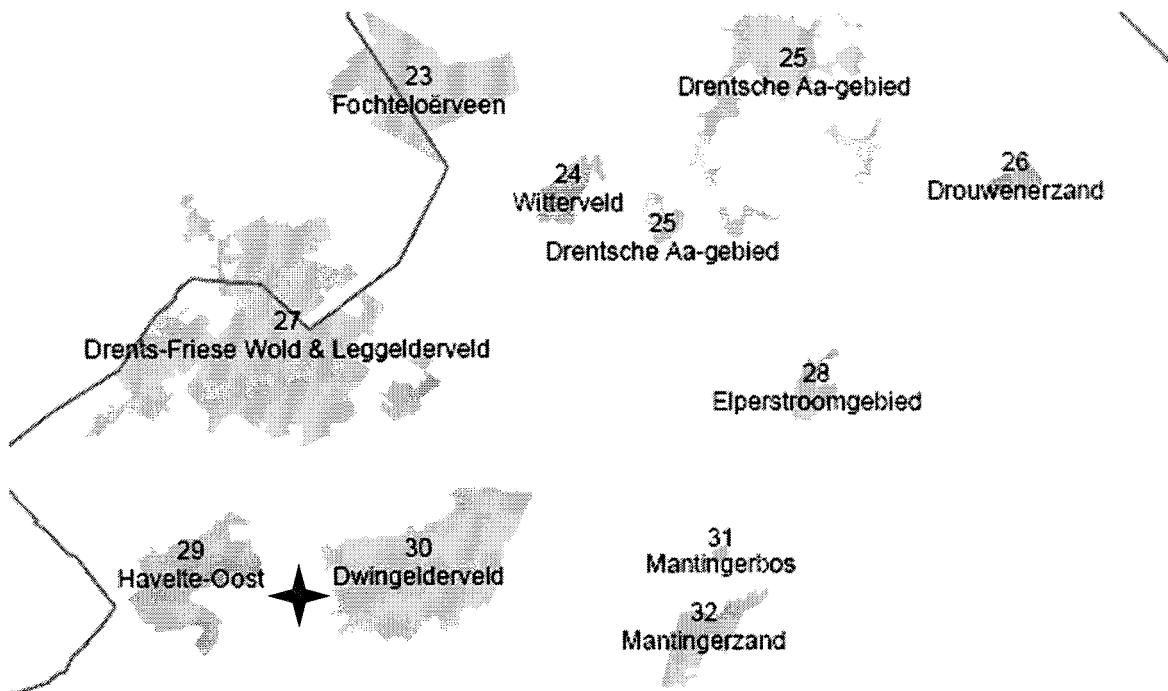 23
Fochteloërveen
25
Drentsche Aa-gebied
24
Witterveld
26
Drouwenerzand
25
Drentsche Aa-gebied
27
Drents-Friese Wold & Leggelderveld
28
Elperstroomgebied
29
Havelte-Oost
30
Dwingelderveld
31
Mantingerbos
32
Mantingerzand